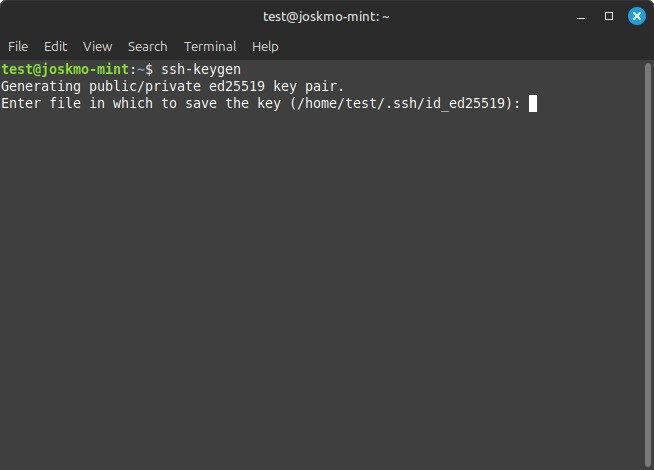 test@joskmo-mint: ~
File Edit View Search Terminal Help
test@joskmo-mint:~$ ssh-keygen
Generating public/private ed25519 key pair.
Enter file in which to save the key (/home/test/.ssh/id_ed25519):